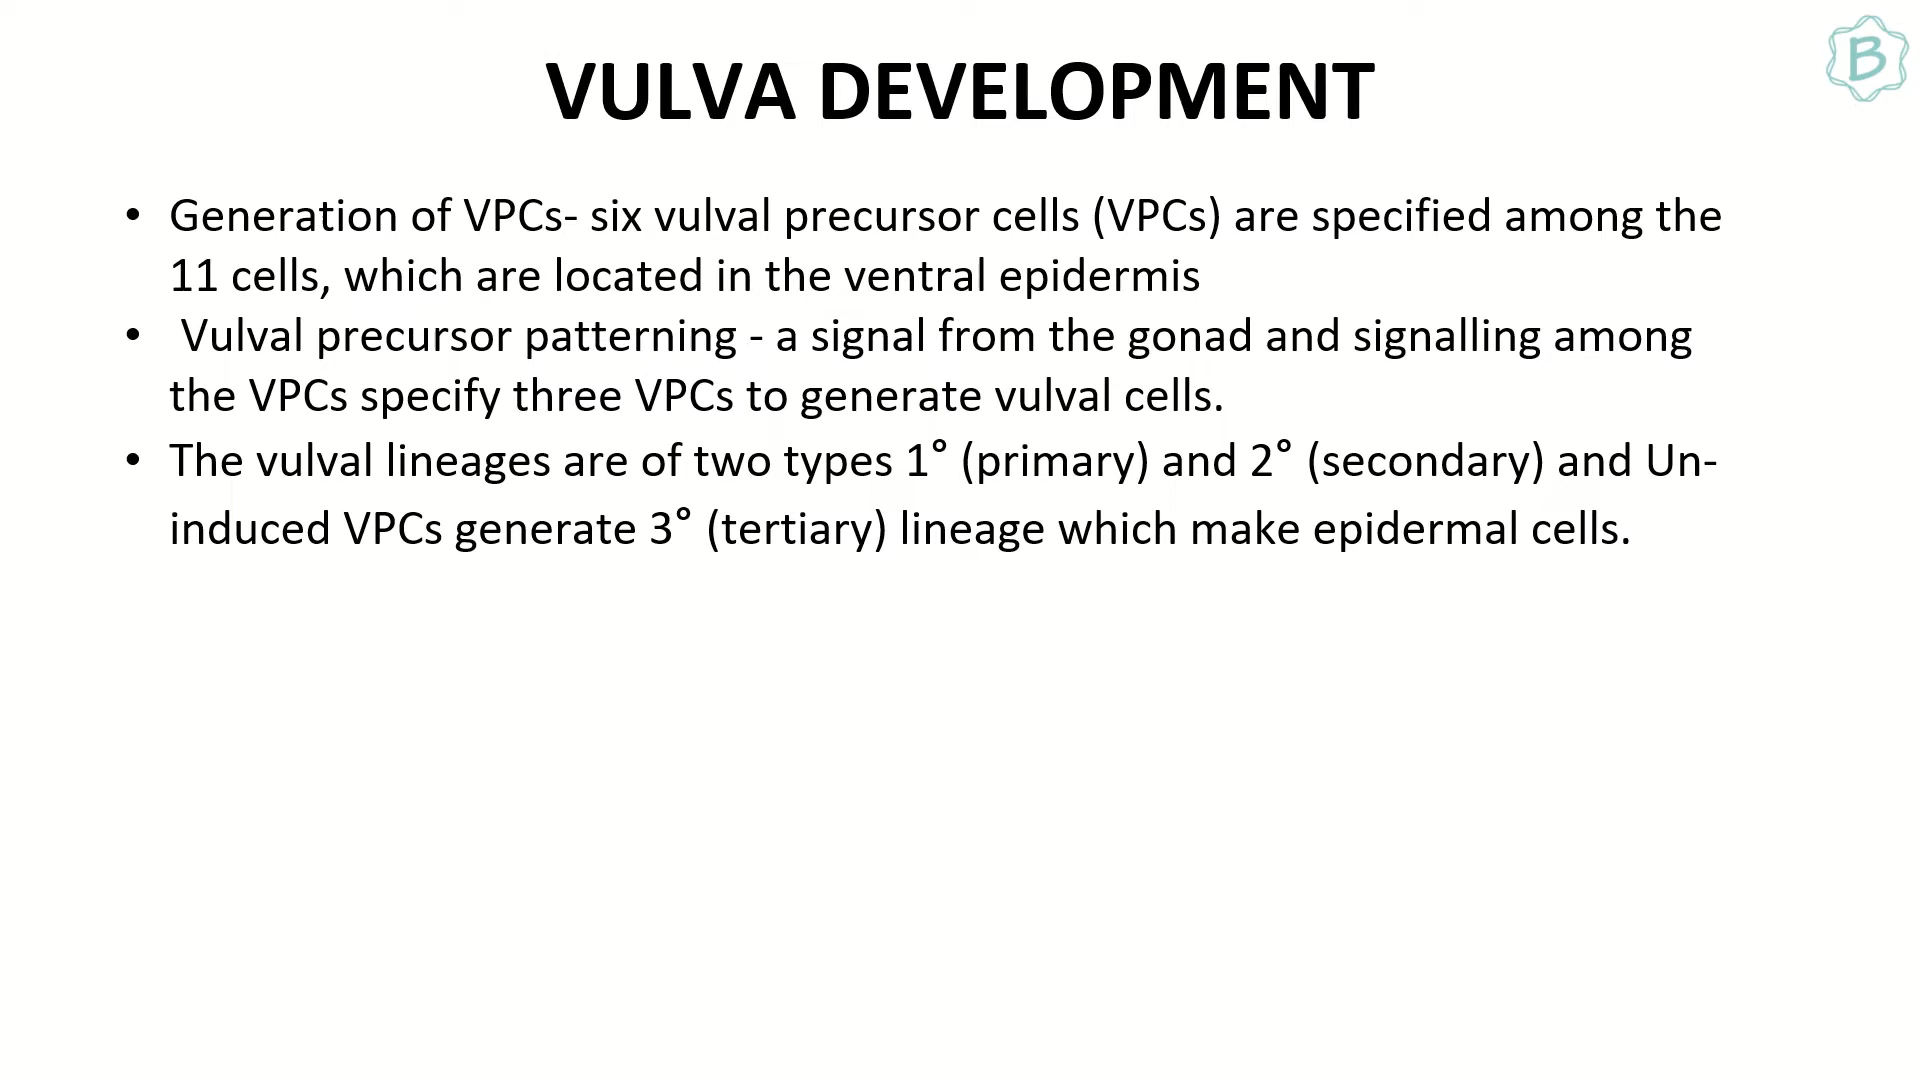 B
VULVA DEVELOPMENT
• Generation of VPCs- six vulval precursor cells (VPCs) are specified among the
11 cells, which are located in the ventral epidermis
• Vulval precursor patterning - a signal from the gonad and signalling among
the VPCs specify three VPCs to generate vulval cells.
• The vulval lineages are of two types 1° (primary) and 2° (secondary) and Un-
induced VPCs generate 3° (tertiary) lineage which make epidermal cells.